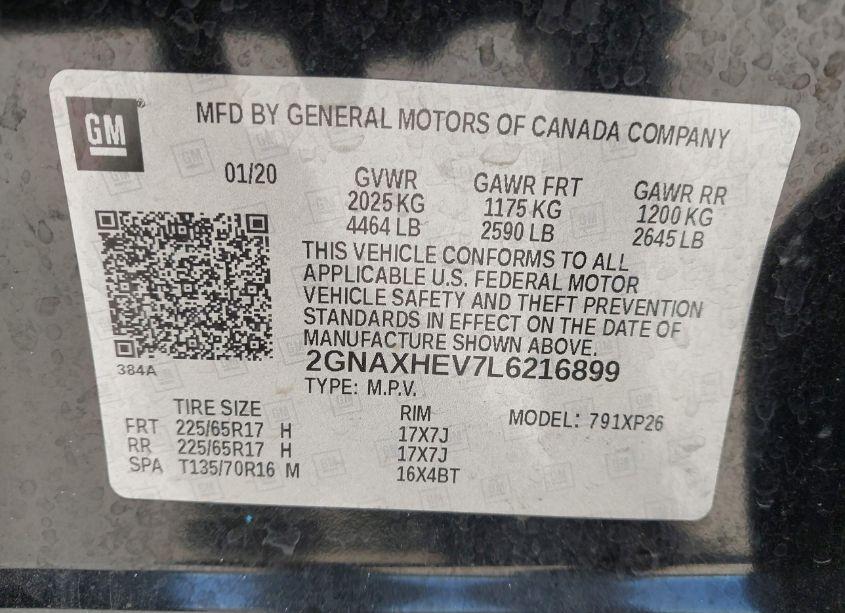 GM
MFD BY GENERAL MOTORS OF CANADA COMPANY
01/20 GVWR GAWR FRT GAWR RR
2025 KG 1175 KG 1200 KG
4464 LB 2590 LB 2645 LB
THIS VEHICLE CONFORMS TO ALL
APPLICABLE U.S. FEDERAL MOTOR
VEHICLE SAFETY AND THEFT PREVENTION
STANDARDS IN EFFECT ON THE DATE OF
MANUFACTURE SHOWN ABOVE.
384A
2GNAXHEV7L6216899
TYPE: M.P.V.
TIRE SIZE RIM MODEL: 791XP26
FRT 225/65R17 H 17X7J
RR 225/65R17 H 17X7J
SPA T135/70R16 M 16X4BT